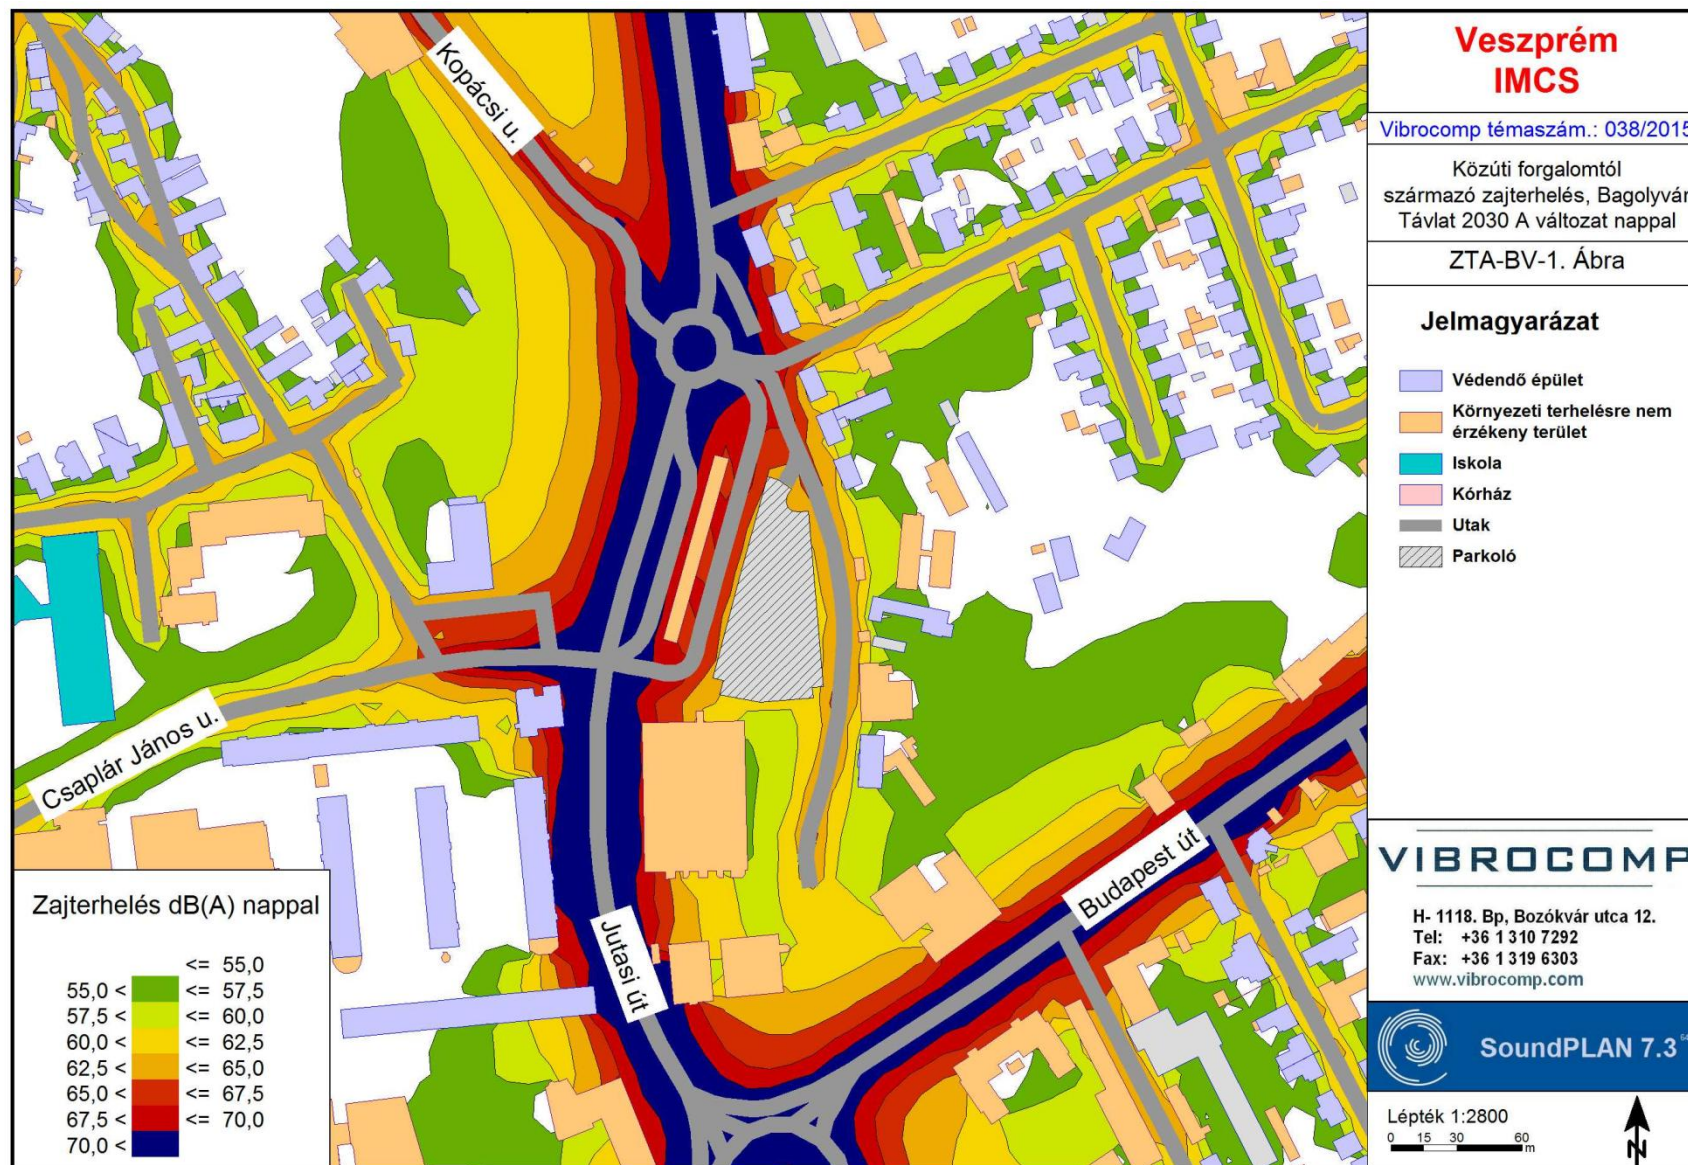 Kopácsi u.
Csaplár János u.
Jutasi út
Budapest út
Zajterhelés dB(A) nappal
<= 55,0
55,0 < <= 57,5
57,5 < <= 60,0
60,0 < <= 62,5
62,5 < <= 65,0
65,0 < <= 67,5
67,5 < <= 70,0
70,0 <
Veszprém
IMCS
Vibrocomp témaszám.: 038/2015
Közúti forgalomtól
származó zajterhelés, Bagolyvár
Távlat 2030 A változat nappal
ZTA-BV-1. Ábra
Jelmagyarázat
Védendő épület
Környezeti terhelésre nem
érzékeny terület
Iskola
Kórház
Utak
Parkoló
VIBROCOMP
H- 1118. Bp, Bozókvár utca 12.
Tel: +36 1 310 7292
Fax: +36 1 319 6303
www.vibrocomp.com
SoundPLAN 7.3
Lépték 1:2800
0 15 30 60
m
N